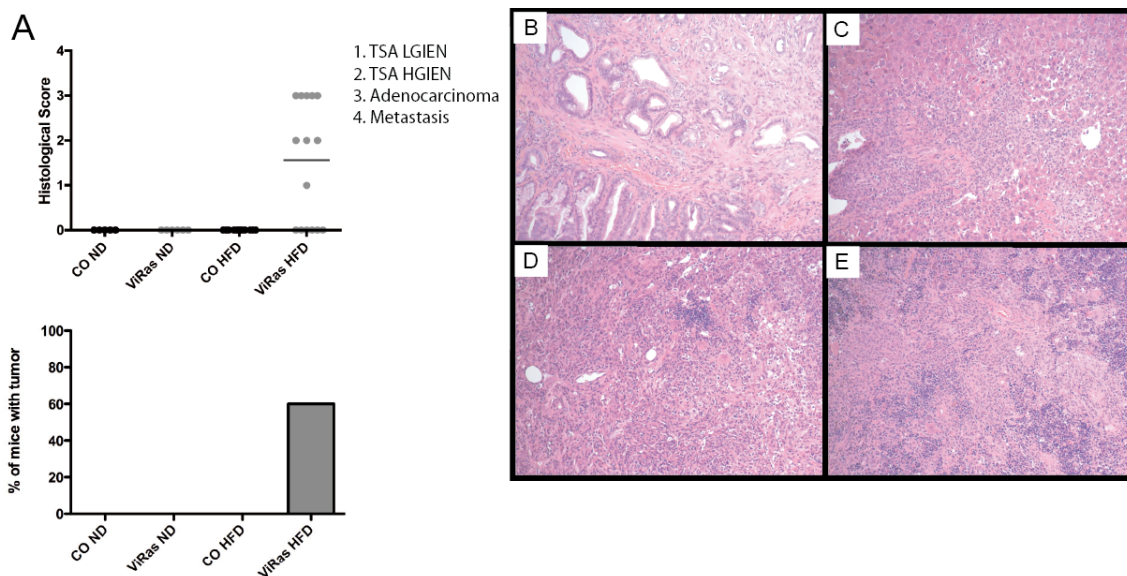 A
Histological Score
4
3
2
1
0
CO ND
ViRas ND
CO HFD
ViRas HFD
1. TSA LGIEN
2. TSA HGIEN
3. Adenocarcinoma
4. Metastasis
% of mice with tumor
100
80
60
40
20
0
CO ND
ViRas ND
CO HFD
ViRas HFD
B
C
D
E